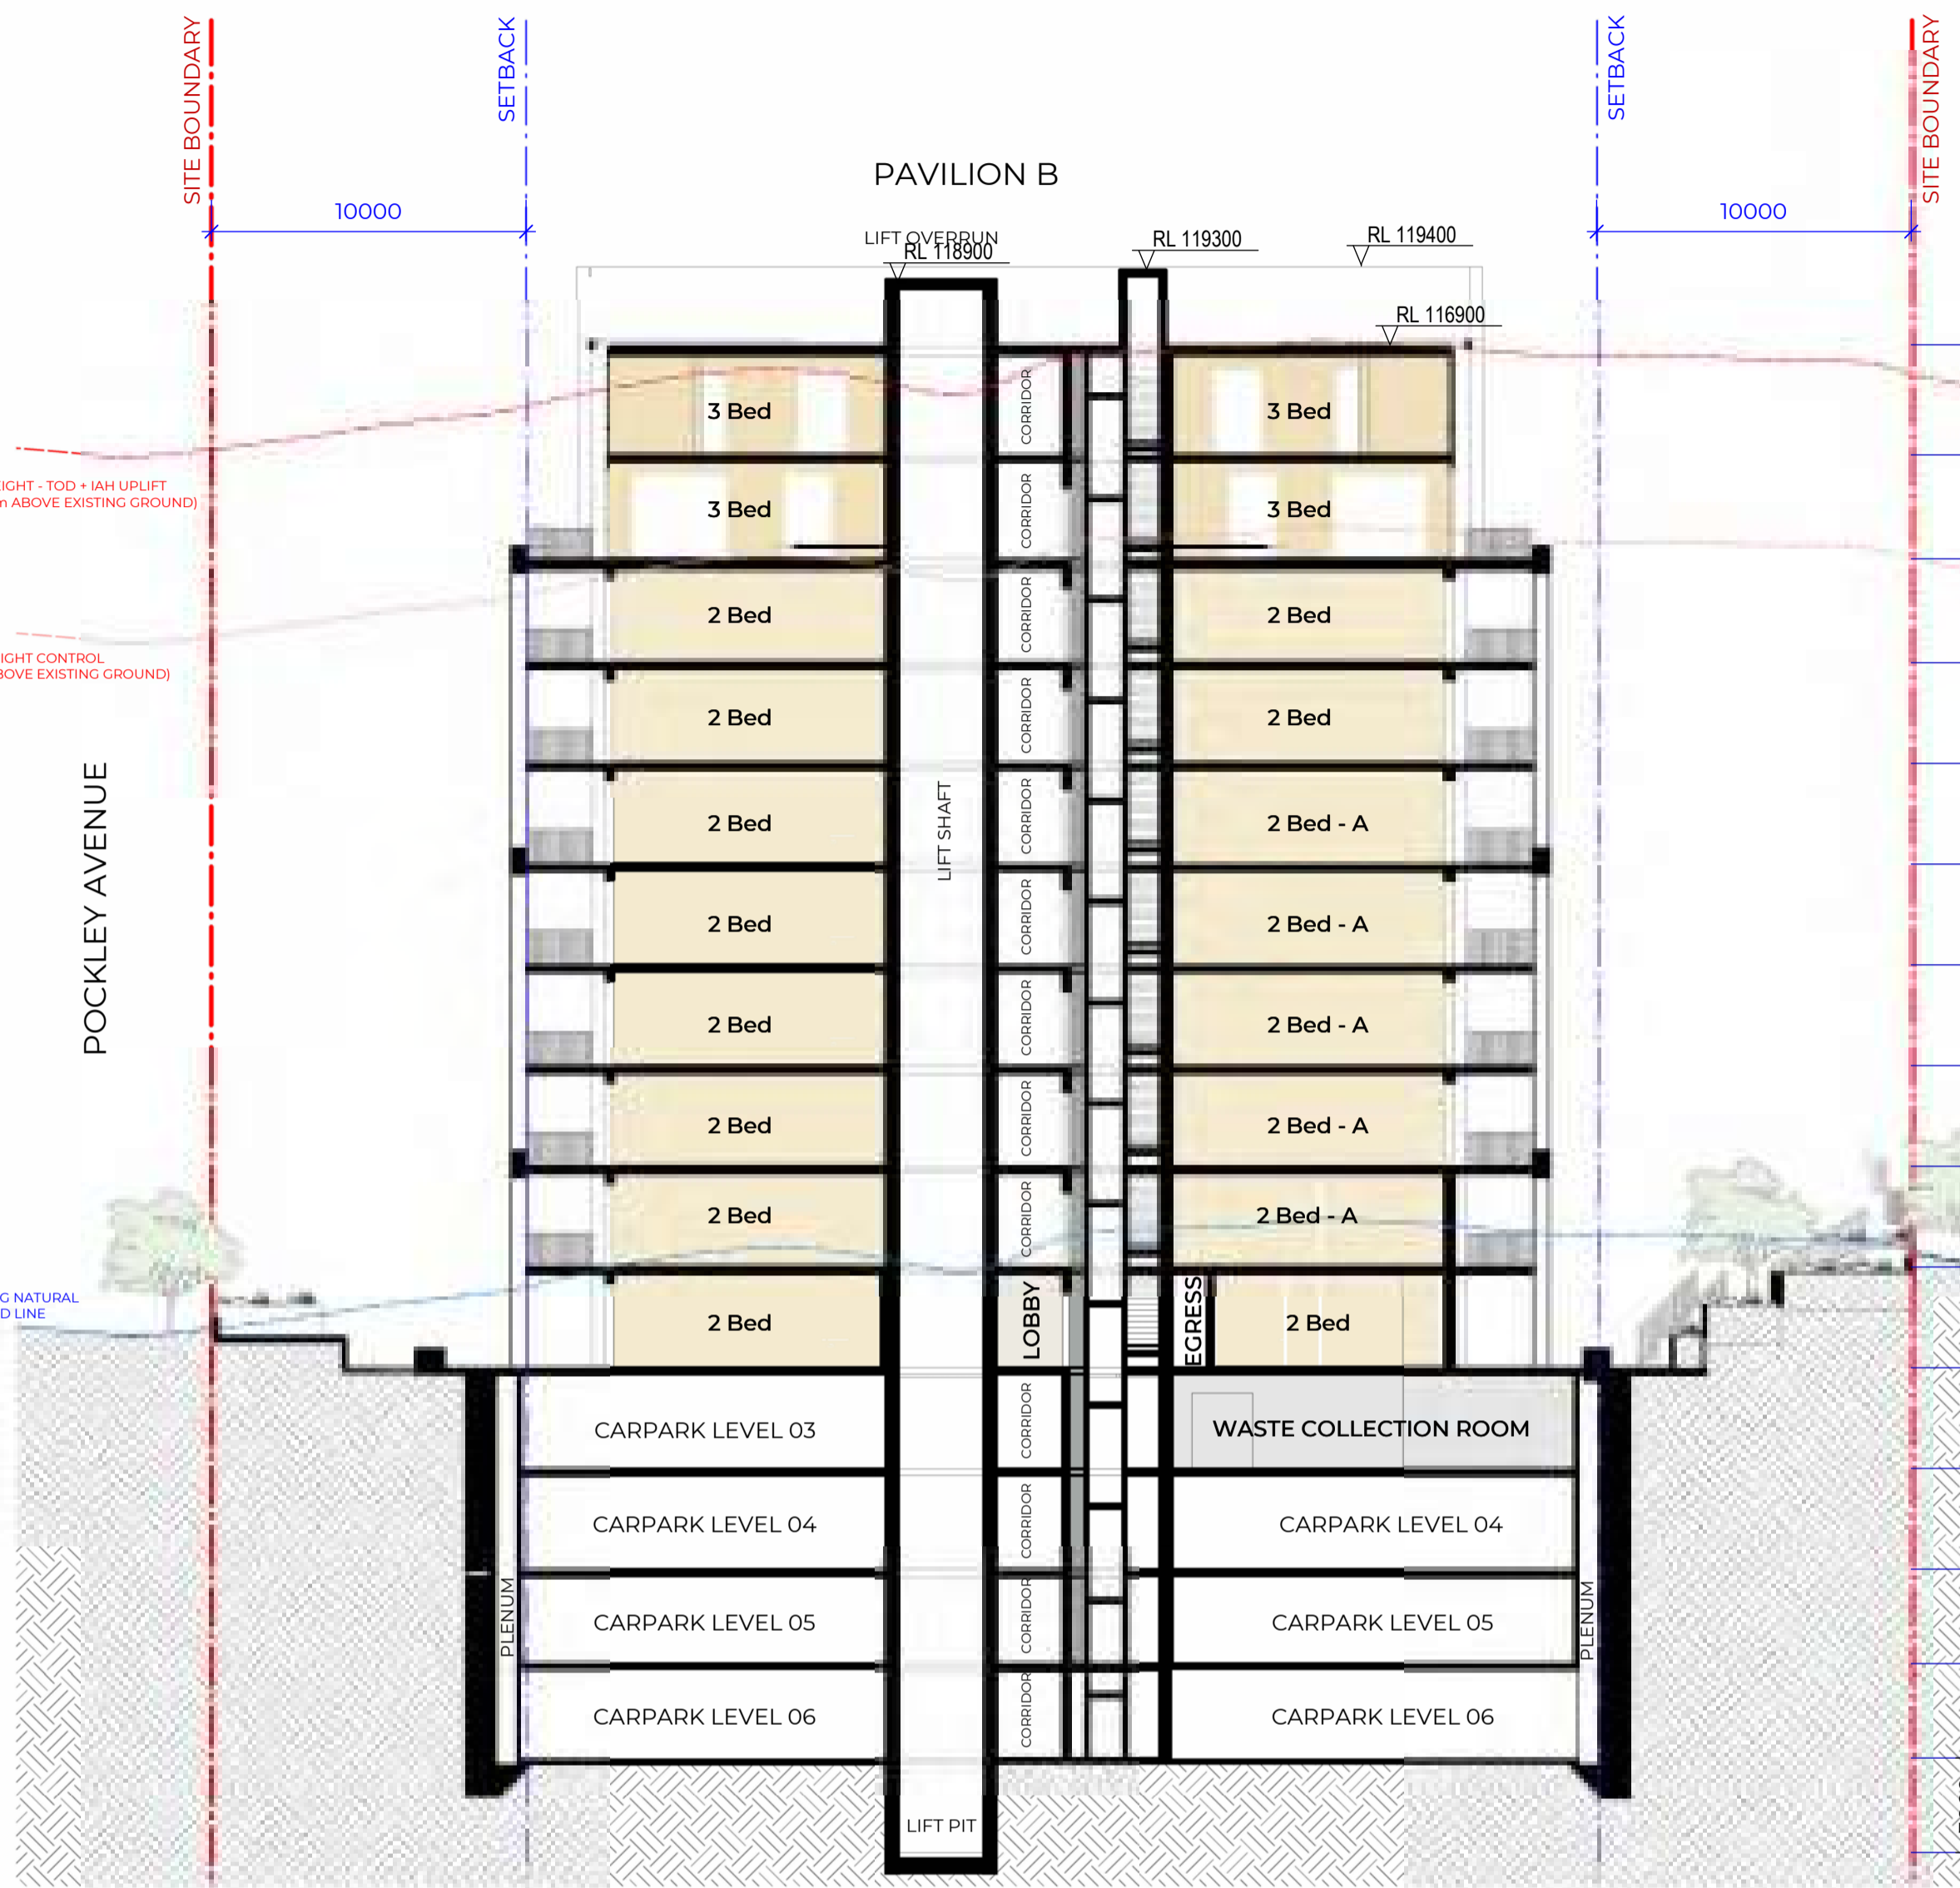 SITE BOUNDARY
SETBACK
SETBACK
SITE BOUNDARY
PAVILION B
10000
10000
LIFT OVERRUN
RL 118900
RL 119300
RL 119400
RL 116900
3 Bed
CORRIDOR
3 Bed
IGHT - TOD + IAH UPLIFT
m ABOVE EXISTING GROUND)
3 Bed
CORRIDOR
3 Bed
2 Bed
CORRIDOR
2 Bed
IGHT CONTROL
BOVE EXISTING GROUND)
2 Bed
CORRIDOR
2 Bed
POCKLEY AVENUE
2 Bed
LIFT SHAFT
CORRIDOR
2 Bed - A
2 Bed
CORRIDOR
2 Bed - A
2 Bed
CORRIDOR
2 Bed - A
2 Bed
CORRIDOR
2 Bed - A
2 Bed
CORRIDOR
2 Bed - A
G NATURAL
D LINE
2 Bed
LOBBY
EGRESS
2 Bed
CARPARK LEVEL 03
CORRIDOR
WASTE COLLECTION ROOM
CARPARK LEVEL 04
CORRIDOR
CARPARK LEVEL 04
PLENUM
CARPARK LEVEL 05
CORRIDOR
CARPARK LEVEL 05
PLENUM
CARPARK LEVEL 06
CORRIDOR
CARPARK LEVEL 06
LIFT PIT